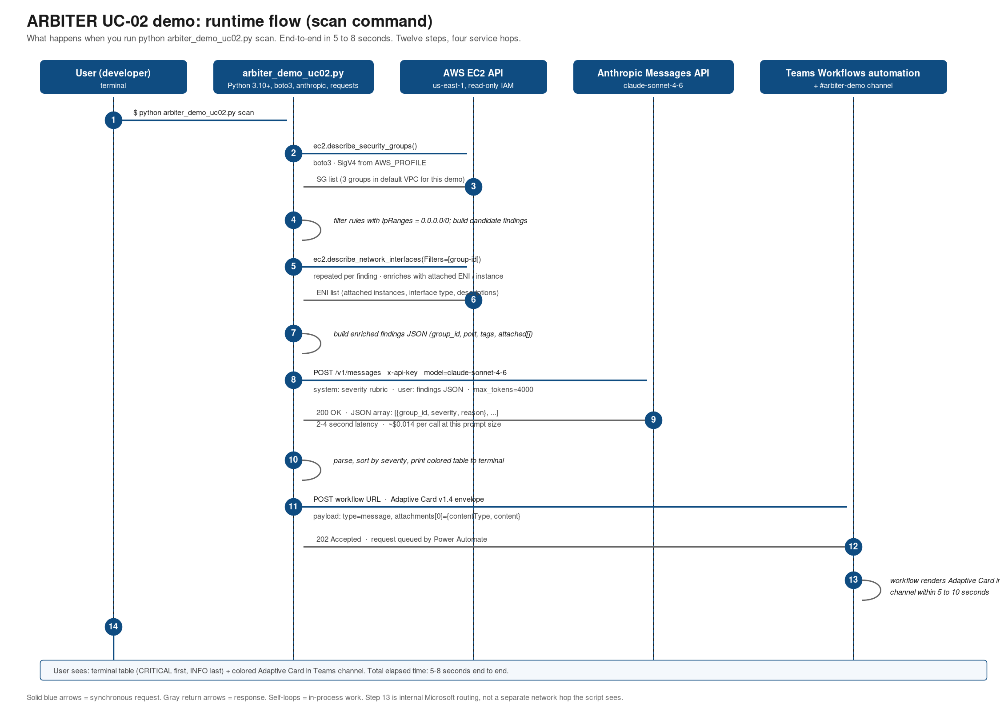 ARBITER UC-02 demo: runtime flow (scan command)
What happens when you run python arbiter_demo_uc02.py scan. End-to-end in 5 to 8 seconds. Twelve steps, four service hops.
User (developer)
terminal
arbiter_demo_uc02.py
Python 3.10+, boto3, anthropic, requests
AWS EC2 API
us-east-1, read-only IAM
Anthropic Messages API
claude-sonnet-4-6
Teams Workflows automation
+ #arbiter-demo channel
1
$ python arbiter_demo_uc02.py scan
2
ec2.describe_security_groups()
boto3 · SigV4 from AWS_PROFILE
SG list (3 groups in default VPC for this demo)
3
4
filter rules with IpRanges = 0.0.0.0/0; build candidate findings
5
ec2.describe_network_interfaces(Filters=[group-id])
repeated per finding · enriches with attached ENI / instance
ENI list (attached instances, interface type, descriptions)
6
7
build enriched findings JSON (group_id, port, tags, attached[])
8
POST /v1/messages   x-api-key   model=claude-sonnet-4-6
system: severity rubric · user: findings JSON · max_tokens=4000
200 OK · JSON array: [{group_id, severity, reason}, ...]
2-4 second latency · ~$0.014 per call at this prompt size
9
10
parse, sort by severity, print colored table to terminal
11
POST workflow URL · Adaptive Card v1.4 envelope
payload: type=message, attachments[0]={contentType, content}
202 Accepted · request queued by Power Automate
12
13
workflow renders Adaptive Card in
channel within 5 to 10 seconds
14
User sees: terminal table (CRITICAL first, INFO last) + colored Adaptive Card in Teams channel. Total elapsed time: 5-8 seconds end to end.
Solid blue arrows = synchronous request. Gray return arrows = response. Self-loops = in-process work. Step 13 is internal Microsoft routing, not a separate network hop the script sees.